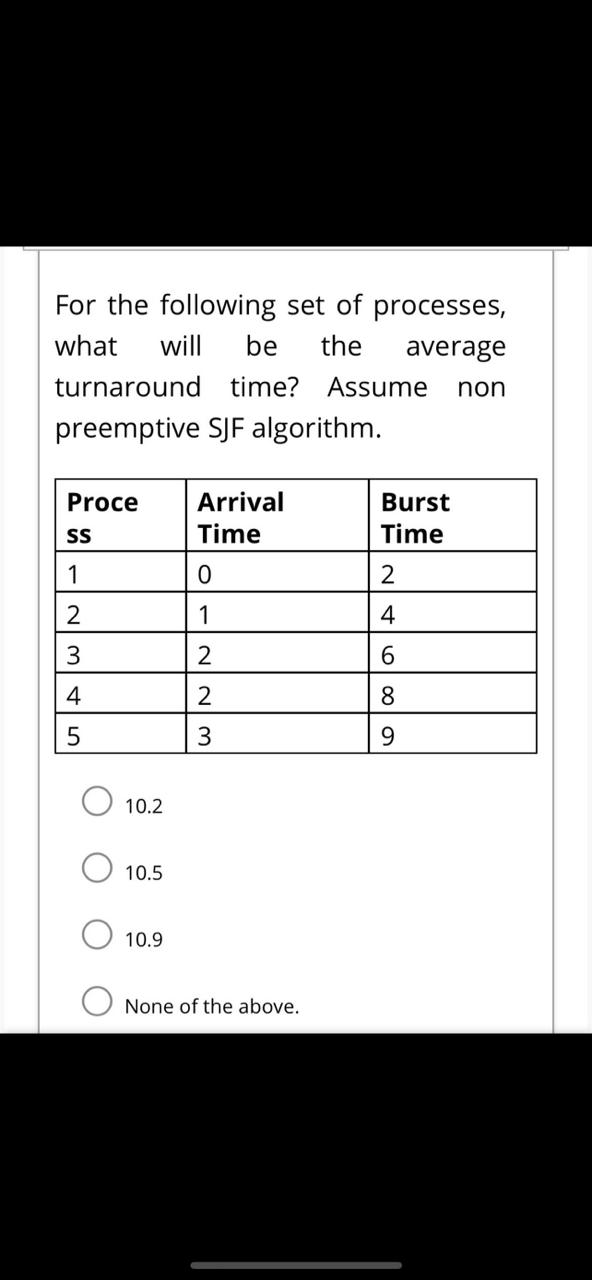 For the following set of processes,
what will be the average
turnaround time? Assume non
preemptive SJF algorithm.
Proce
ss
Arrival
Time
Burst
Time
1 0 2
2 1 4
3 2 6
4 2 8
5 3 9
10.2
10.5
10.9
None of the above.